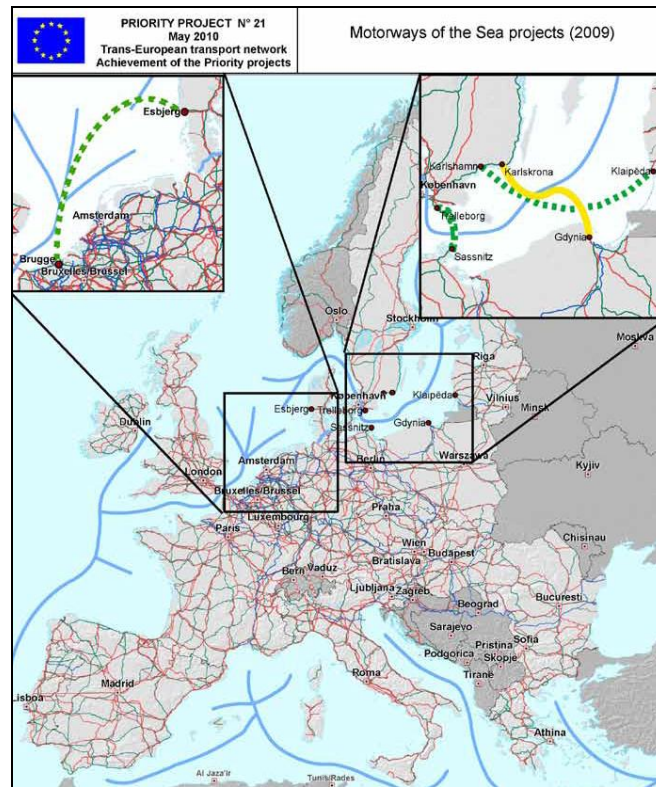 PRIORITY PROJECT N° 21
May 2010
Trans-European transport network
Achievement of the Priority projects
Motorways of the Sea projects (2009)
Esbjerg
Amsterdam
Brugge
Bruxelles/Brussel
Karlshamn
Karlskrona
Klaipėda
København
Trelleborg
Gdynia
Sassnitz
Oslo
Stockholm
Moskva
Riga
København
Klaipėda
Esbjerg
Trelleborg
Vilnius
Minsk
Dublin
Sassnitz
Gdynia
Amsterdam
Berlin
Warszawa
London
Kyjiv
Bruxelles/Brussel
Praha
Luxembourg
Paris
Wien
Chisinau
Bratislava
Budapest
Bern
Vaduz
Ljubljana
Zagreb
Beograd
Bucuresti
Sarajevo
Pristina
Sofia
Podgorica
Skopje
Madrid
Roma
Tiranë
Lisboa
Athina
Al Jaza'ir
Tunis/Rades